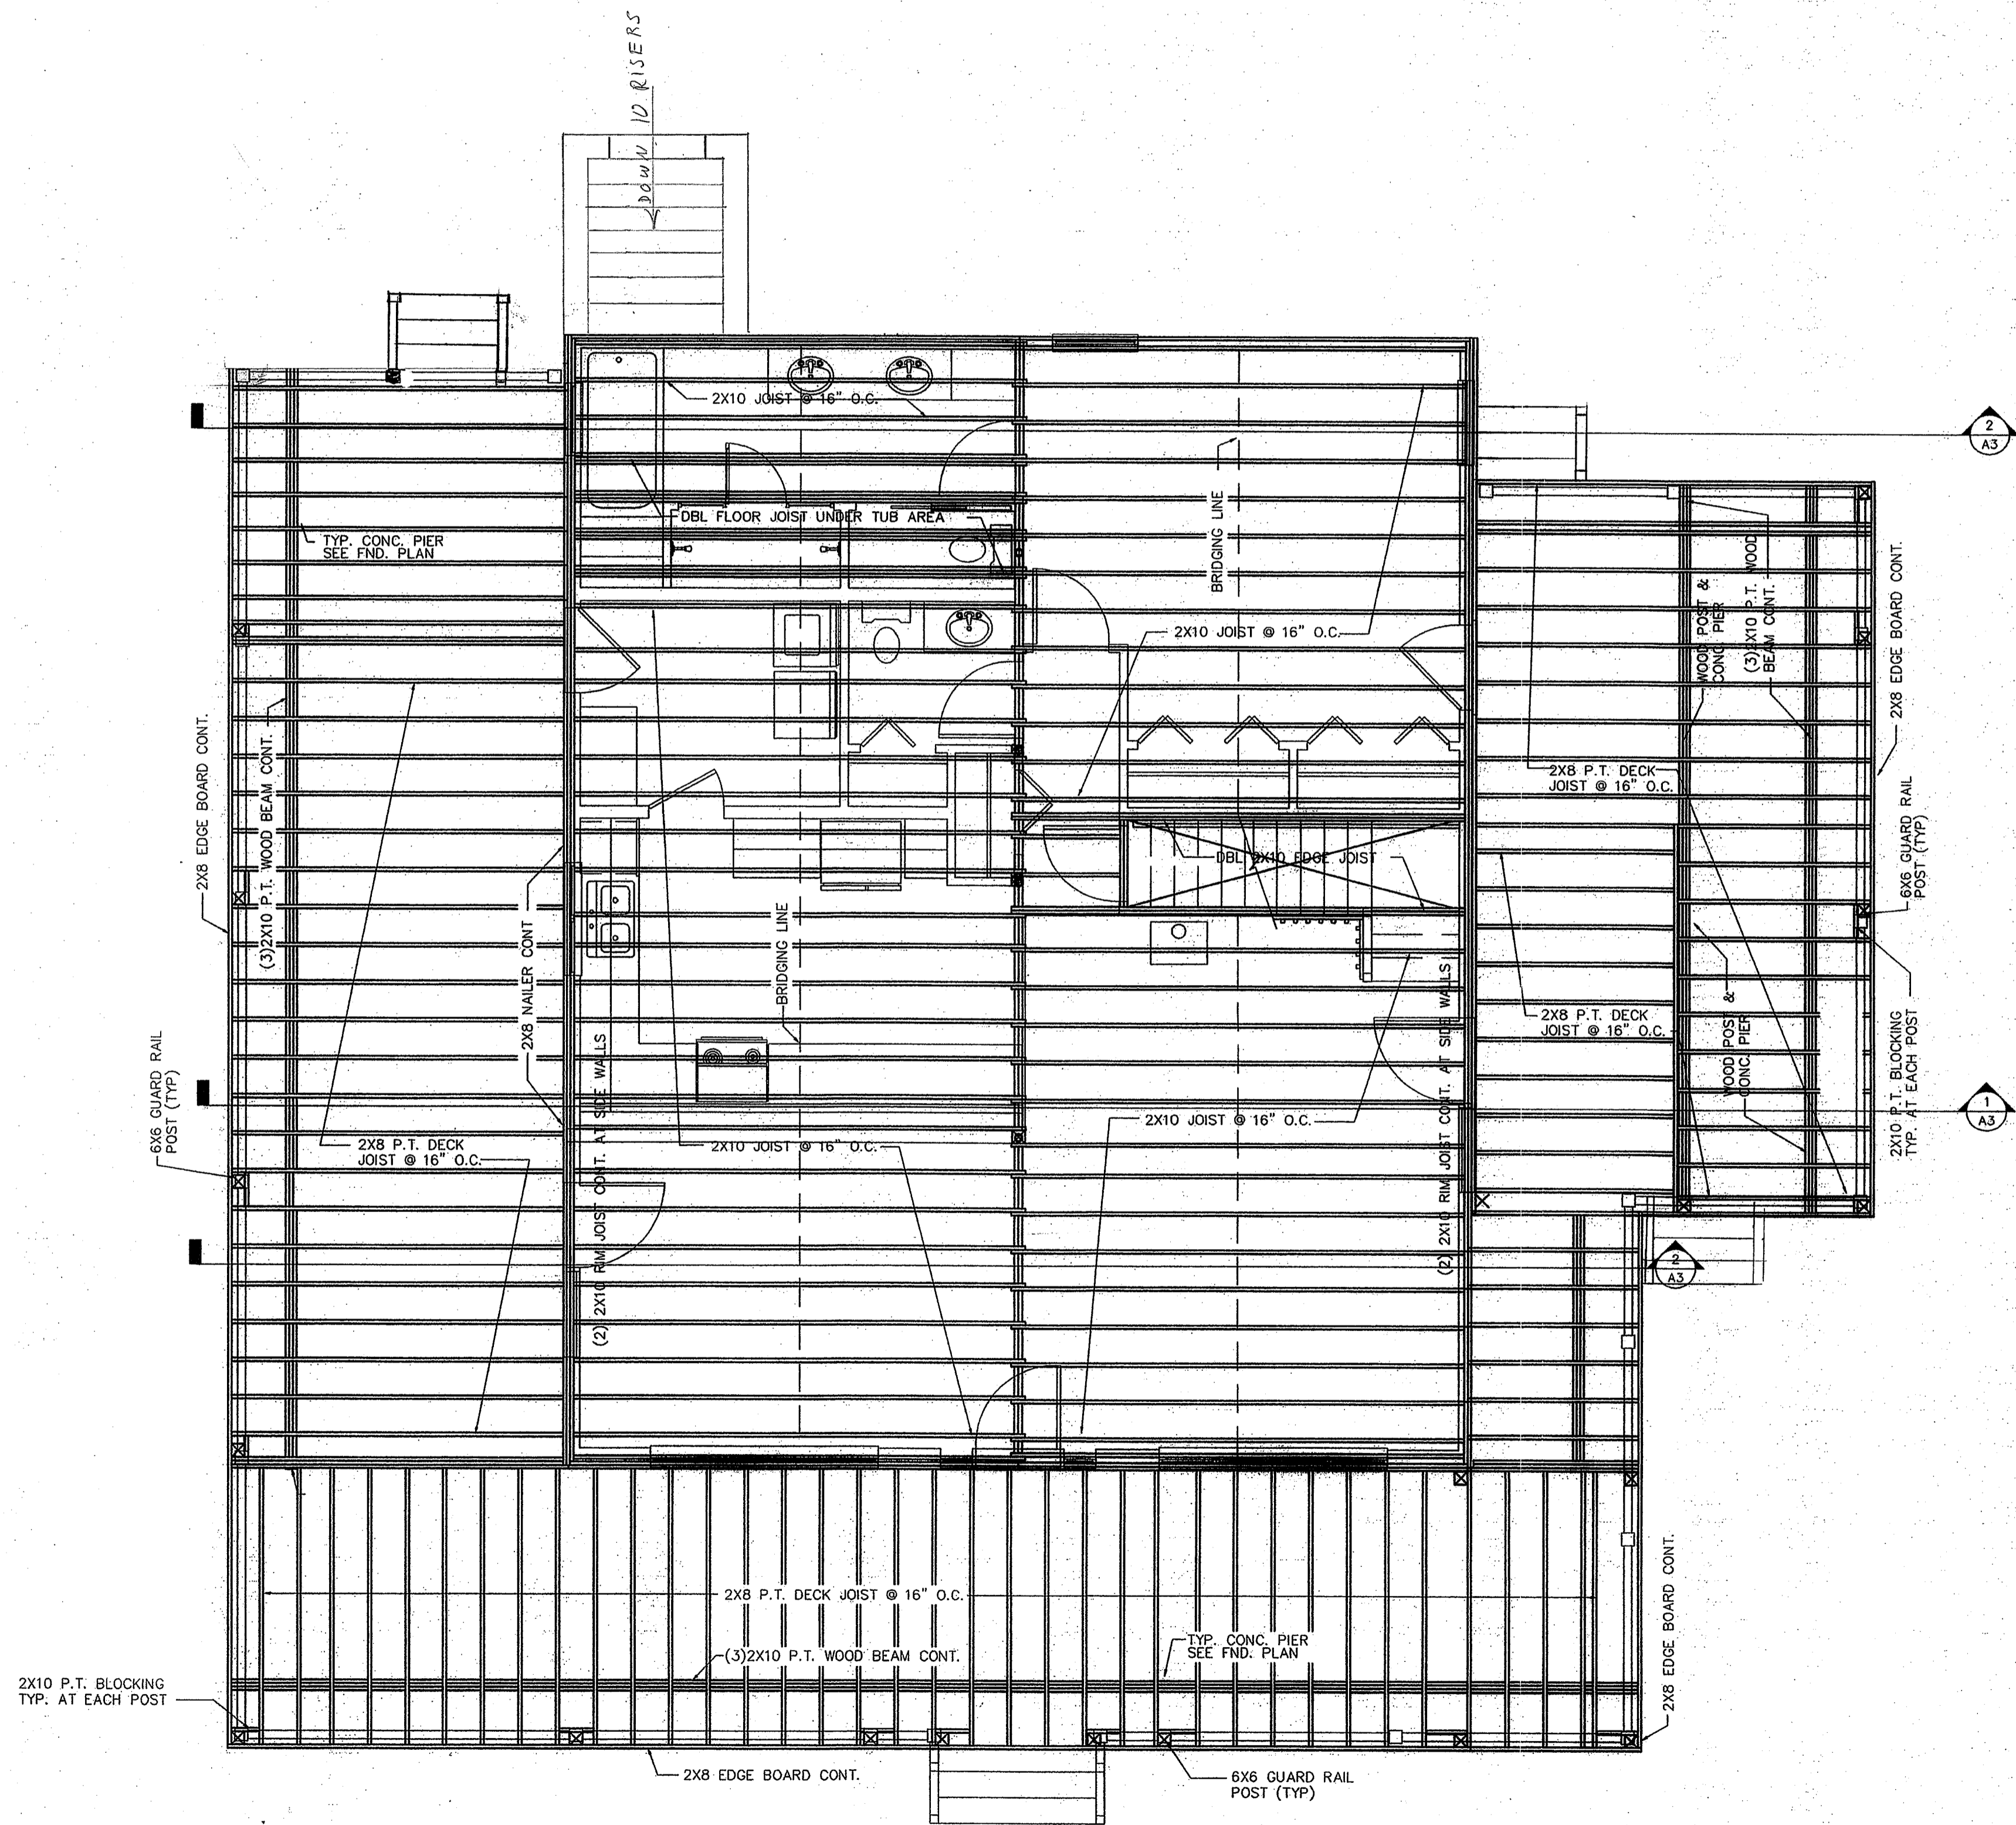 DOWN 10 RISERS
2X10 JOIST @ 16" O.C.
2
A3
BRIDGING LINE
DBL FLOOR JOIST UNDER TUB AREA
TYP. CONC. PIER
SEE FND. PLAN
WOOD POST &
CONC PIER
(3)2X10 P.T. WOOD
BEAM CONT.
2X8 EDGE BOARD CONT.
2X10 JOIST @ 16" O.C.
2X8 EDGE BOARD CONT.
(3)2X10 P.T. WOOD BEAM CONT.
2X8 P.T. DECK
JOIST @ 16" O.C.
6X6 GUARD RAIL
POST (TYP)
DBL 2X10 EDGE JOIST
2X8 NAILER CONT
BRIDGING LINE
2X8 P.T. DECK
JOIST @ 16" O.C.
WOOD POST &
CONC. PIER
2X10 P.T. BLOCKING
TYP. AT EACH POST
6X6 GUARD RAIL
POST (TYP)
(2) 2X10 RIM JOIST CONT. AT SIDE WALLS
(2) 2X10 RIM JOIST CONT. AT SIDE WALLS
1
A3
2X10 JOIST @ 16" O.C.
2X8 P.T. DECK
JOIST @ 16" O.C.
2X10 JOIST @ 16" O.C.
2
A3
2X8 P.T. DECK JOIST @ 16" O.C.
2X8 EDGE BOARD CONT.
(3)2X10 P.T. WOOD BEAM CONT.
TYP. CONC. PIER
SEE FND. PLAN
2X10 P.T. BLOCKING
TYP. AT EACH POST
2X8 EDGE BOARD CONT.
6X6 GUARD RAIL
POST (TYP)